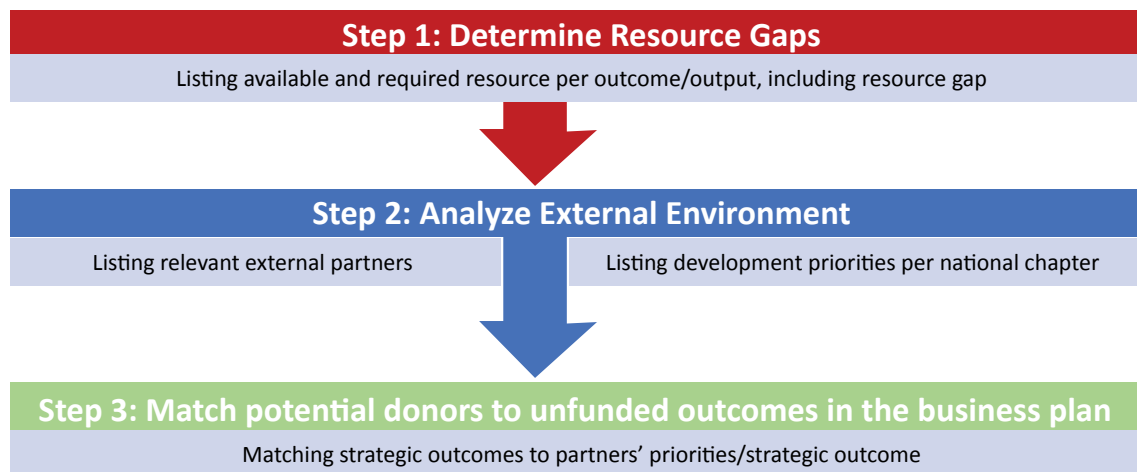 Step 1: Determine Resource Gaps
Listing available and required resource per outcome/output, including resource gap
Step 2: Analyze External Environment
Listing relevant external partners
Listing development priorities per national chapter
Step 3: Match potential donors to unfunded outcomes in the business plan
Matching strategic outcomes to partners’ priorities/strategic outcome